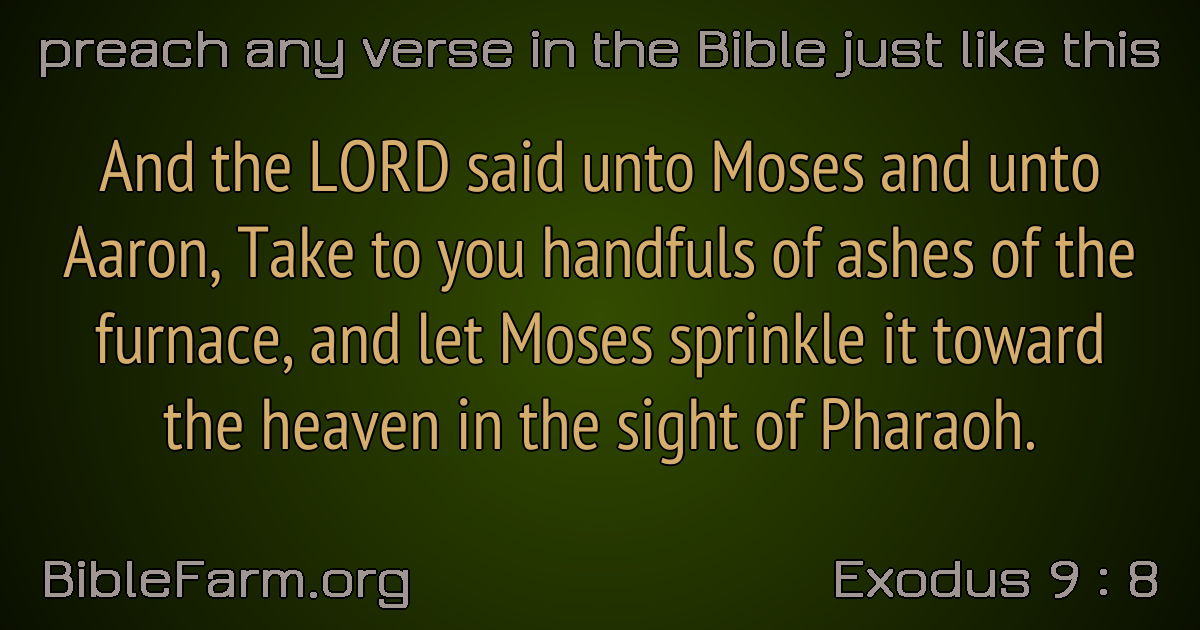 preach any verse in the Bible just like this
And the LORD said unto Moses and unto
Aaron, Take to you handfuls of ashes of the
furnace, and let Moses sprinkle it toward
the heaven in the sight of Pharaoh.
BibleFarm.org
Exodus 9 : 8